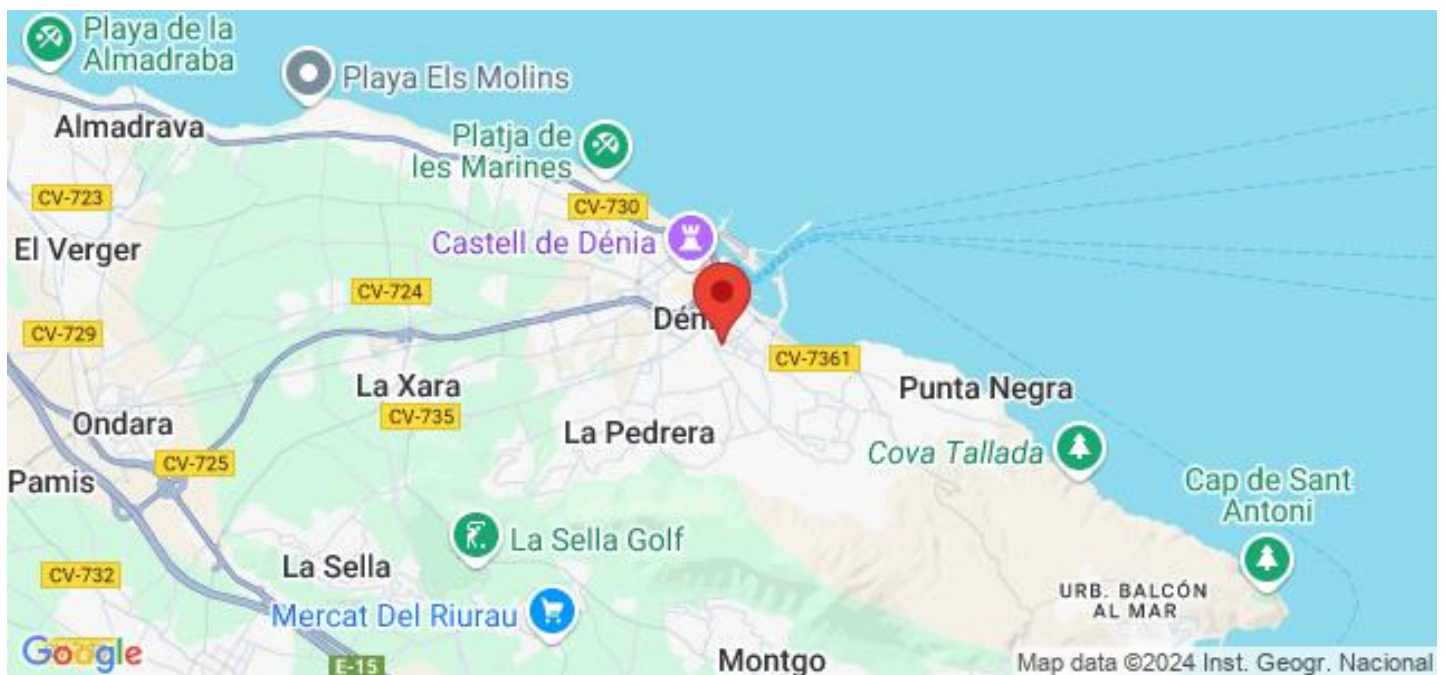 Playa de la
Almadraba
Playa Els Molins
Almadrava
Platja de
les Marines
CV-723
CV-730
El Verger
Castell de Dénia
CV-724
CV-729
CV-7361
La Xara
Punta Negra
CV-735
Ondara
La Pedrera
Cova Tallada
CV-725
Pamis
Cap de Sant
Antoni
La Sella Golf
La Sella
CV-732
URB. BALCÓN
AL MAR
Mercat Del Riurau
Google
E-15
Montgo
Map data ©2024 Inst. Geogr. Nacional